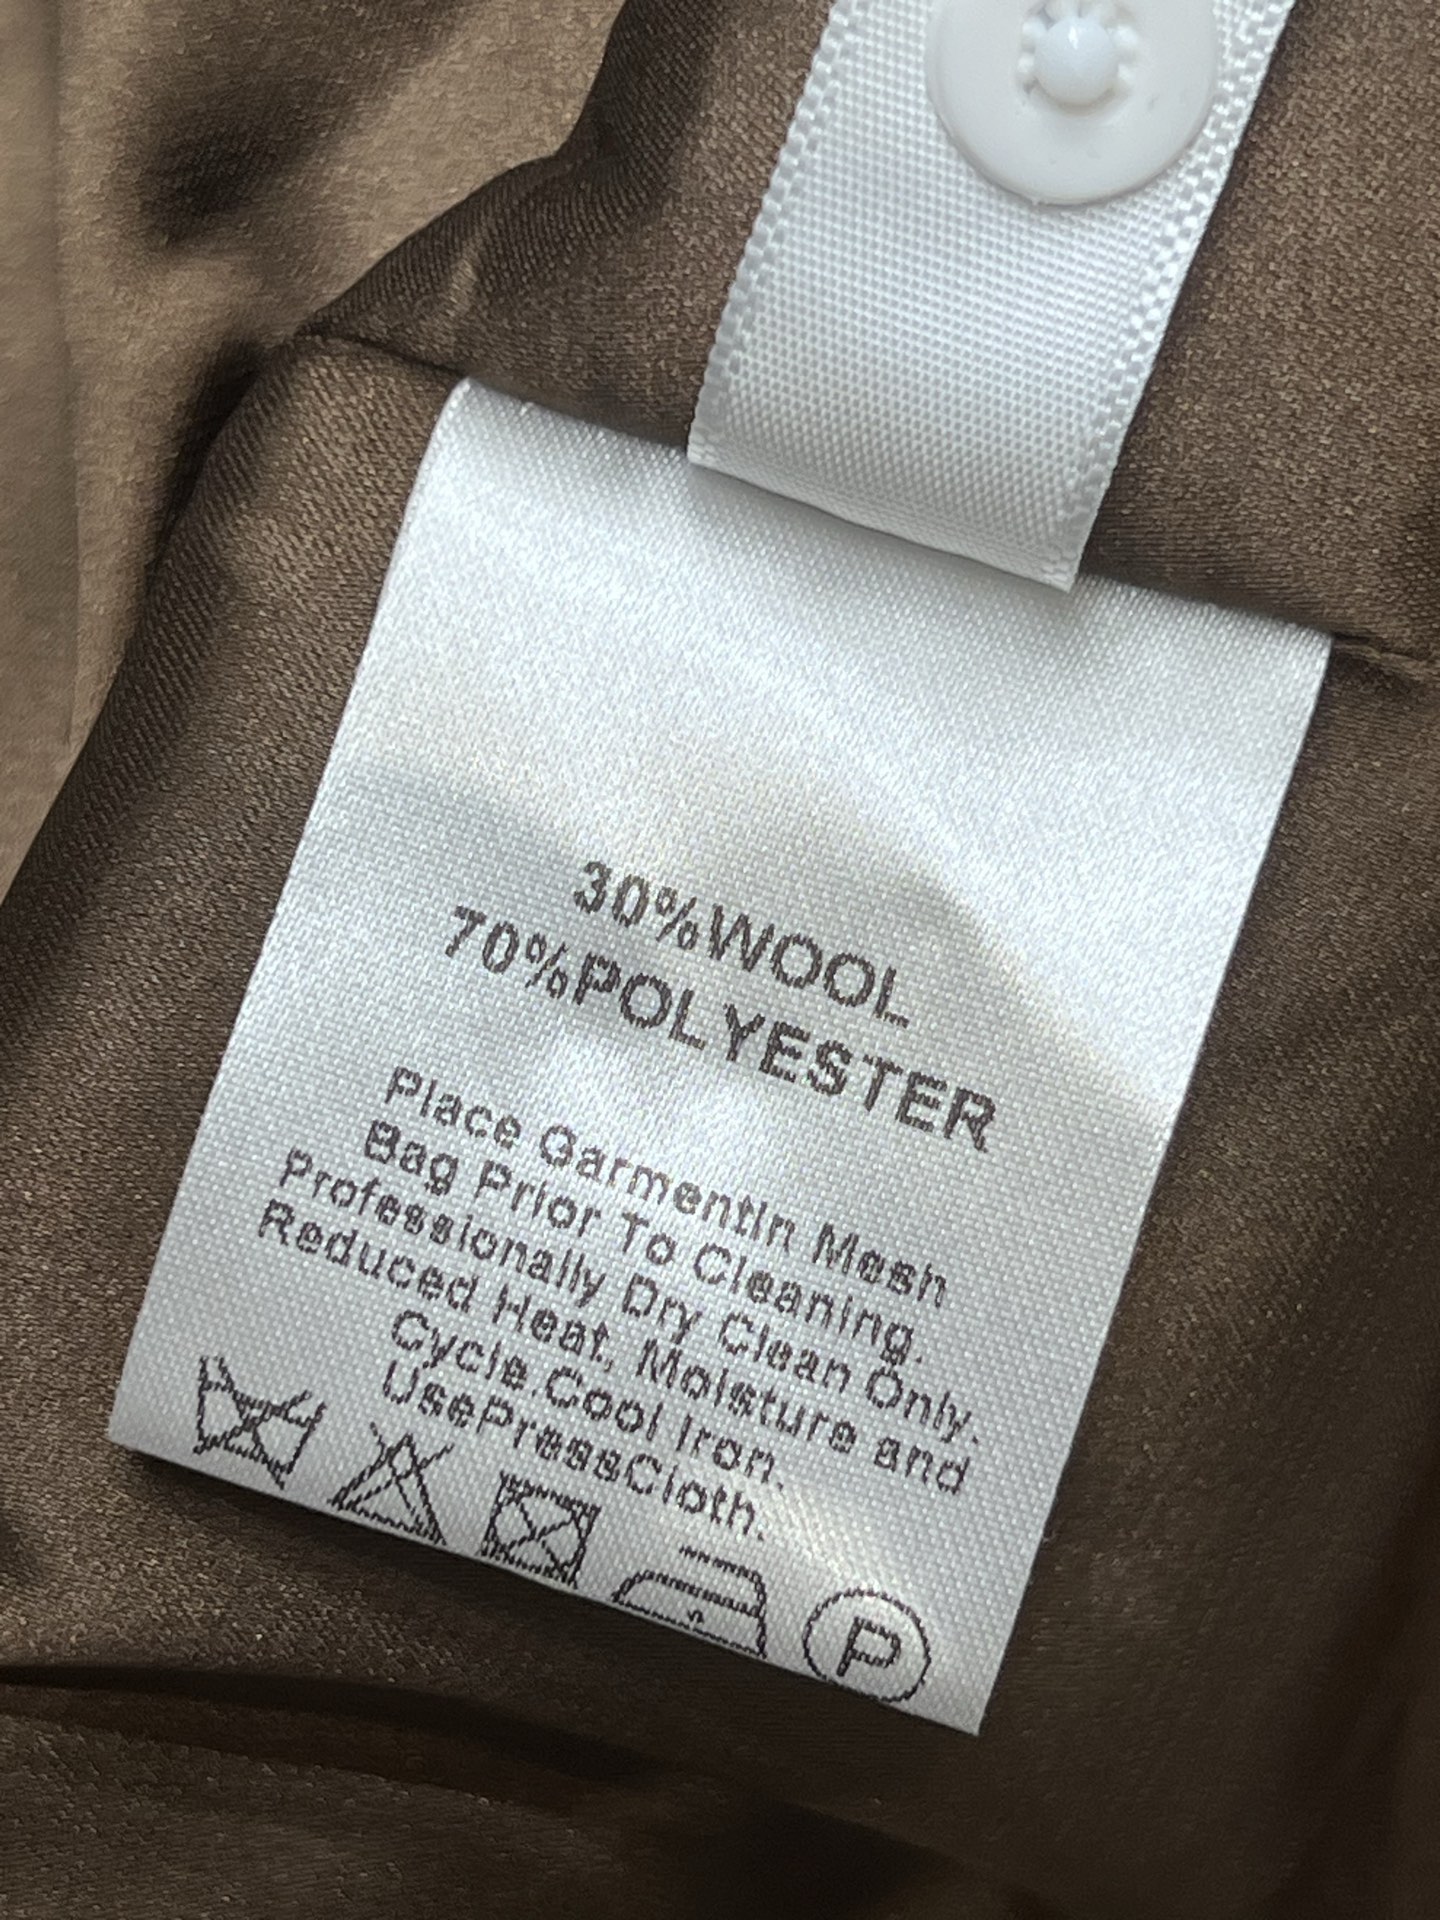 30%WOOL
70%POLYESTER
Place GarmentIn Mesh
Bag Prior To Cleaning.
Professionally Dry Clean Only.
Reduced Heat, Moisture and
Cycle.Cool Iron.
UsePressCloth.
P